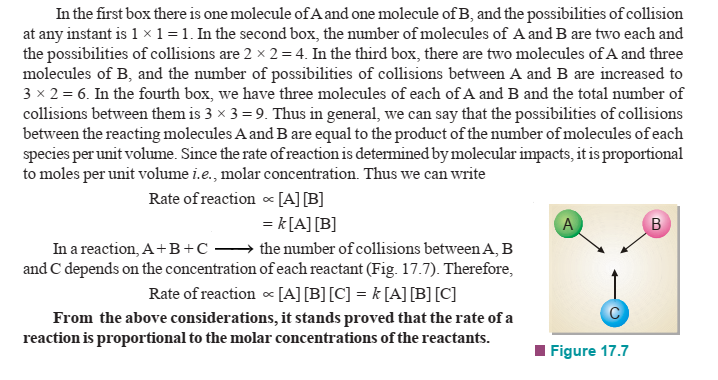 In the first box there is one molecule of A and one molecule of B, and the possibilities of collision
at any instant is 1 × 1 = 1. In the second box, the number of molecules of A and B are two each and
the possibilities of collisions are 2 × 2 = 4. In the third box, there are two molecules of A and three
molecules of B, and the number of possibilities of collisions between A and B are increased to
3 × 2 = 6. In the fourth box, we have three molecules of each of A and B and the total number of
collisions between them is 3 × 3 = 9. Thus in general, we can say that the possibilities of collisions
between the reacting molecules A and B are equal to the product of the number of molecules of each
species per unit volume. Since the rate of reaction is determined by molecular impacts, it is proportional
to moles per unit volume i.e., molar concentration. Thus we can write
Rate of reaction ∝ [A] [B]
= k [A] [B]
In a reaction, A + B + C ⟶ the number of collisions between A, B
and C depends on the concentration of each reactant (Fig. 17.7). Therefore,
Rate of reaction ∝ [A] [B] [C] = k [A] [B] [C]
From the above considerations, it stands proved that the rate of a
reaction is proportional to the molar concentrations of the reactants.
A
B
C
Figure 17.7